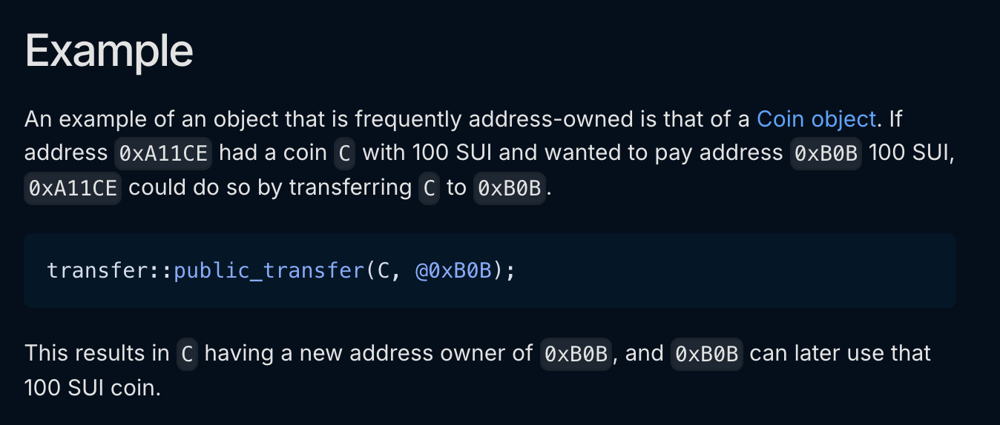 Example
An example of an object that is frequently address-owned is that of a Coin object. If
address 0xA11CE had a coin C with 100 SUI and wanted to pay address 0xB0B 100 SUI,
0xA11CE could do so by transferring C to 0xB0B.
transfer::public_transfer(C, @0xB0B);
This results in C having a new address owner of 0xB0B, and 0xB0B can later use that
100 SUI coin.